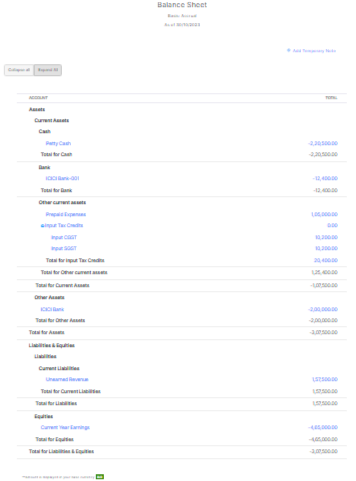 Balance Sheet
Basis: Accrual
As of 30/11/2023
Add Temporary Note
Collapse All Expand All
ACCOUNT TOTAL
Assets
Current Assets
Cash
Petty Cash -2,20,500.00
Total for Cash -2,20,500.00
Bank
ICICI Bank-001 -12,400.00
Total for Bank -12,400.00
Other current assets
Prepaid Expenses 1,05,000.00
Input Tax Credits 0.00
Input CGST 10,200.00
Input SGST 10,200.00
Total for Input Tax Credits 20,400.00
Total for Other current assets 1,25,400.00
Total for Current Assets -1,07,500.00
Other Assets
ICICI Bank -2,00,000.00
Total for Other Assets -2,00,000.00
Total for Assets -3,07,500.00
Liabilities & Equities
Liabilities
Current Liabilities
Unearned Revenue 1,57,500.00
Total for Current Liabilities 1,57,500.00
Total for Liabilities 1,57,500.00
Equities
Current Year Earnings -4,65,000.00
Total for Equities -4,65,000.00
Total for Liabilities & Equities -3,07,500.00
**Amount is displayed in your base currency INR